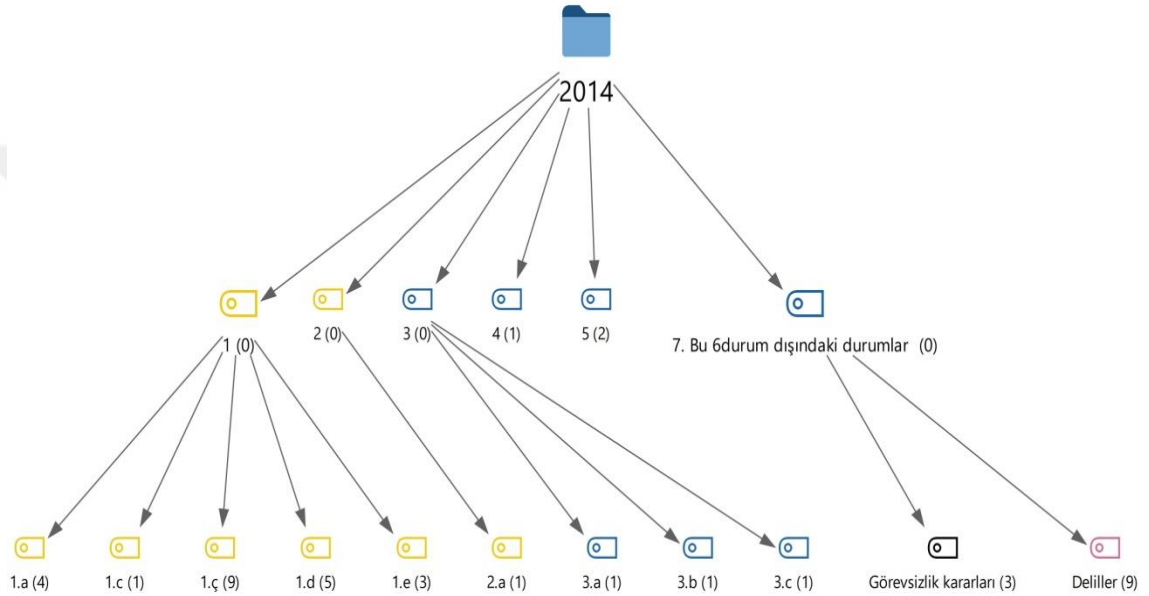 2014
1 (0)
2 (0)
3 (0)
4 (1)
5 (2)
7. Bu 6durum dışındaki durumlar (0)
1.a (4)
1.c (1)
1.ç (9)
1.d (5)
1.e (3)
2.a (1)
3.a (1)
3.b (1)
3.c (1)
Görevsizlik kararları (3)
Deliller (9)